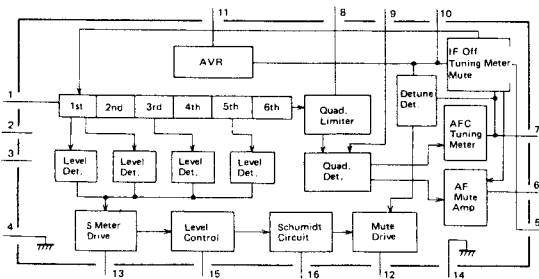 11
8
9
10
AVR
IF Off
Tuning Meter
Mute
1
1st
2nd
3rd
4th
5th
6th
Quad.
Limiter
Detune
Det.
2
AFC
Tuning
Meter
7
3
Level
Det.
Level
Det.
Level
Det.
Level
Det.
Quad.
Det.
AF
Mute
Amp
6
4
S Meter
Drive
Level
Control
Schumidt
Circuit
Mute
Drive
5
13
15
16
12
14